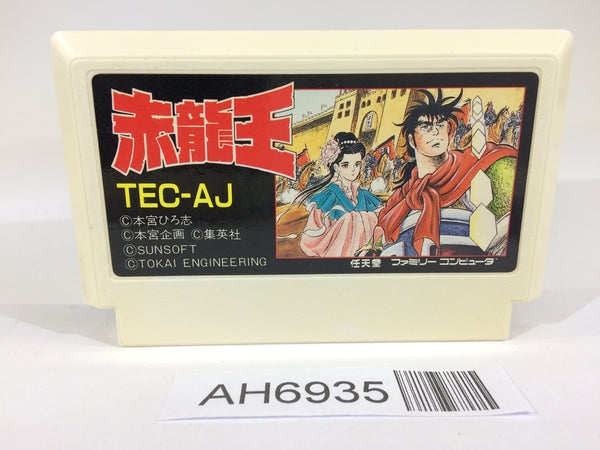 赤龍王
TEC-AJ
©本宮ひろ志
©本宮企画 ©集英社
©SUNSOFT
©TOKAI ENGINEERING
任天堂 ファミリーコンピュータ
AH6935